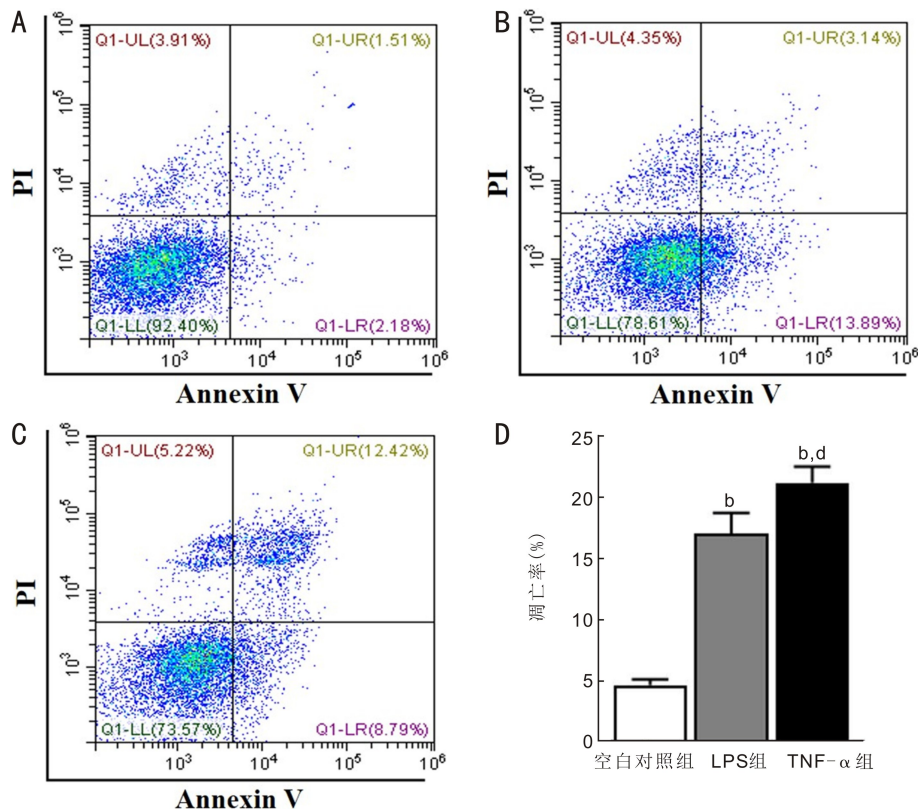 A
Q1-UL(3.91%) Q1-UR(1.51%)
10^6
10^5
10^4
10^3
PI
Q1-LL(92.40%) Q1-LR(2.18%)
10^3 10^4 10^5 10^6
Annexin V
B
Q1-UL(4.35%) Q1-UR(3.14%)
10^6
10^5
10^4
10^3
PI
Q1-LL(78.61%) Q1-LR(13.89%)
10^3 10^4 10^5 10^6
Annexin V
C
Q1-UL(5.22%) Q1-UR(12.42%)
10^6
10^5
10^4
10^3
PI
Q1-LL(73.57%) Q1-LR(8.79%)
10^3 10^4 10^5 10^6
Annexin V
D
25
20
15
10
5
0
凋亡率(%)
b
b,d
空白对照组 LPS组 TNF-α组